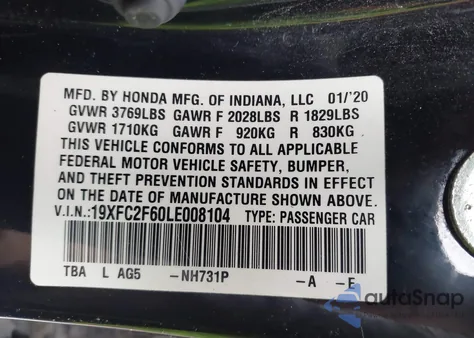 MFD. BY HONDA MFG. OF INDIANA, LLC 01/'20
GVWR 3769LBS GAWR F 2028LBS R 1829LBS
GVWR 1710KG GAWR F 920KG R 830KG
THIS VEHICLE CONFORMS TO ALL APPLICABLE
FEDERAL MOTOR VEHICLE SAFETY, BUMPER,
AND THEFT PREVENTION STANDARDS IN EFFECT
ON THE DATE OF MANUFACTURE SHOWN ABOVE.
V.I.N.:19XFC2F60LE008104 TYPE: PASSENGER CAR
TBA L AG5 –NH731P –A –E
autoSnap